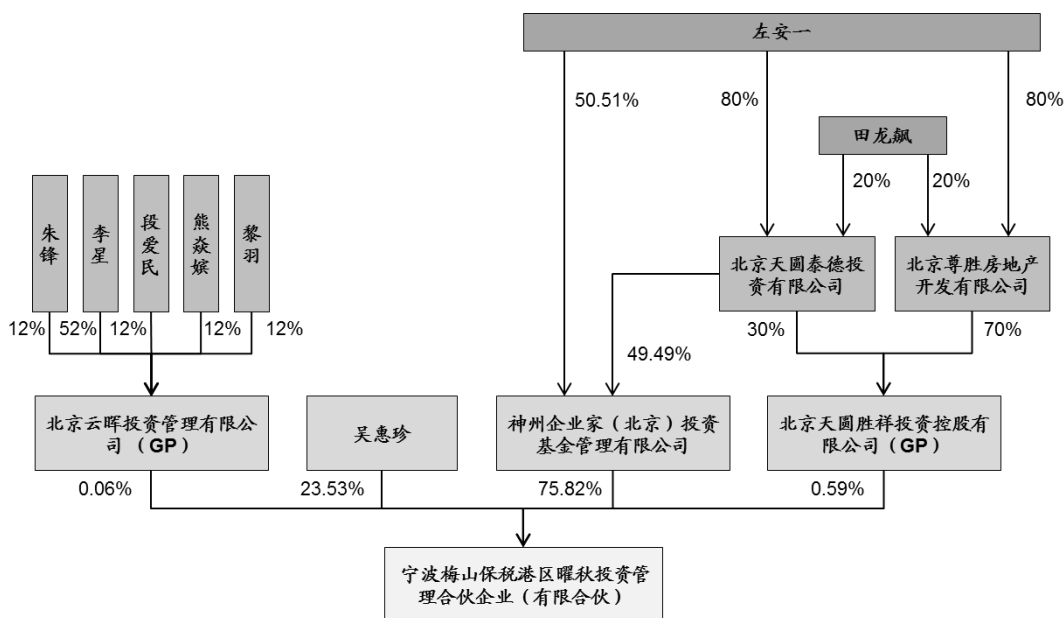 左安一
50.51%
80%
80%
田龙飙
20%
20%
朱锋
李星
段爱民
熊焱嫔
黎羽
北京天圆泰德投
资有限公司
北京尊胜房地产
开发有限公司
12%
52%
12%
12%
12%
30%
70%
49.49%
北京云晖投资管理有限公
司（GP）
吴惠珍
神州企业家（北京）投资
基金管理有限公司
北京天圆胜祥投资控股有
限公司（GP）
0.06%
23.53%
75.82%
0.59%
宁波梅山保税港区曜秋投资管
理合伙企业（有限合伙）